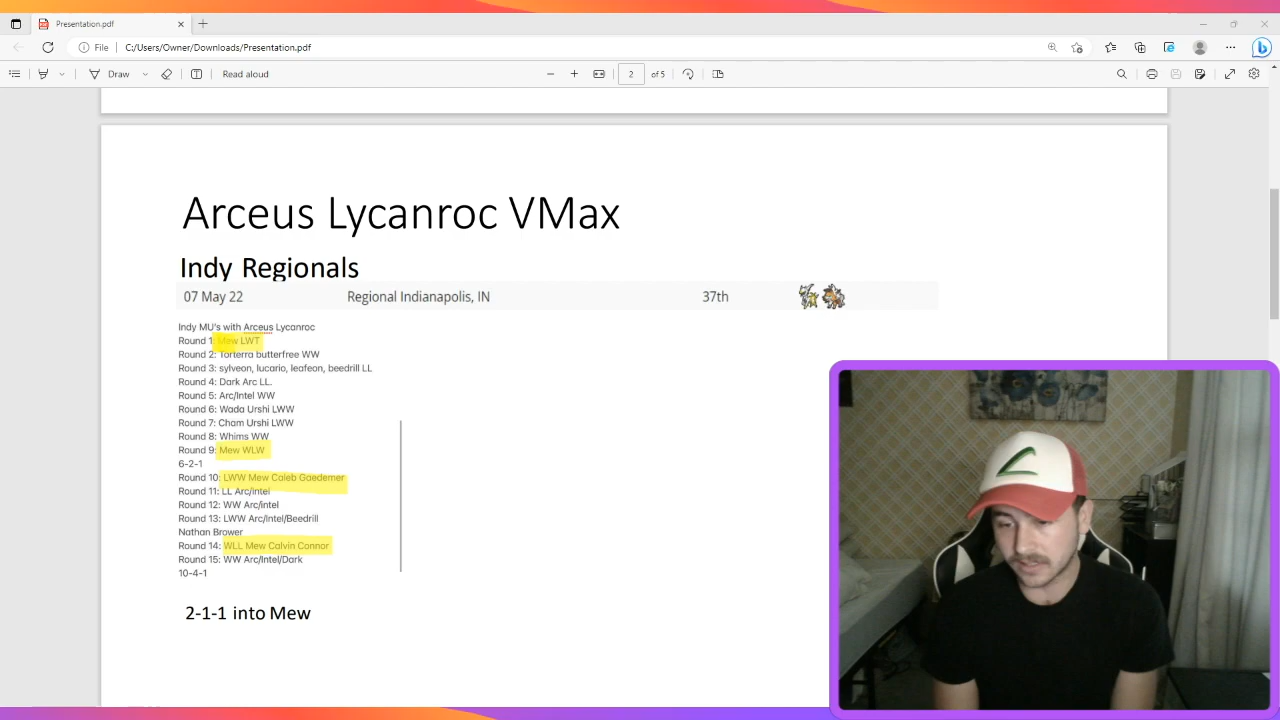 Presentation.pdf
File
C:/Users/Owner/Downloads/Presentation.pdf
Draw
Read aloud
2
of 5
Arceus Lycanroc VMax
Indy Regionals
07 May 22 Regional Indianapolis, IN 37th
Indy MU's with Arceus Lycanroc
Round 1: Mew LWT
Round 2: Torterra butterfree WW
Round 3: sylveon, lucario, leafeon, beedrill LL
Round 4: Dark Arc LL.
Round 5: Arc/Intel WW
Round 6: Wada Urshi LWW
Round 7: Cham Urshi LWW
Round 8: Whims WW
Round 9: Mew WLW
6-2-1
Round 10: LWW Mew Caleb Gaedemer
Round 11: LL Arc/intel
Round 12: WW Arc/intel
Round 13: LWW Arc/Intel/Beedrill
Nathan Brower
Round 14: WLL Mew Calvin Connor
Round 15: WW Arc/Intel/Dark
10-4-1
2-1-1 into Mew